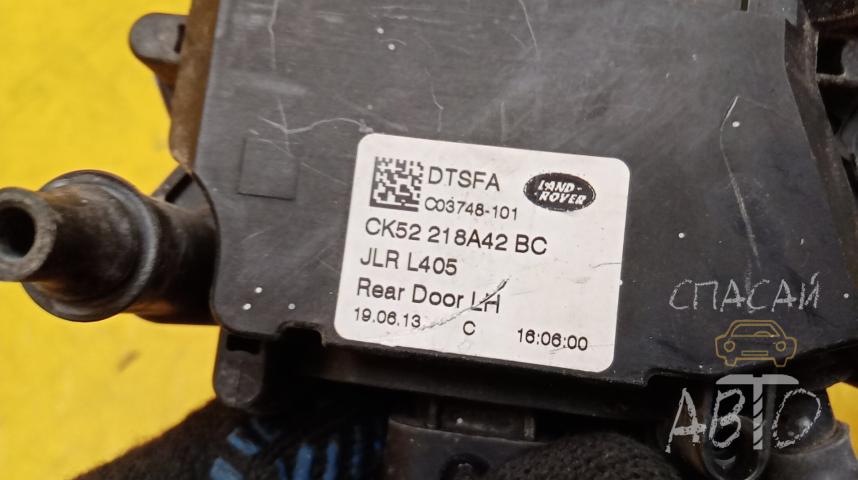 DTSFA
LAND-
ROVER
C03748-101
CK52 218A42 BC
JLR L405
Rear Door LH
19.06.13 C 16:06:00
СПАСАЙ
АВТО